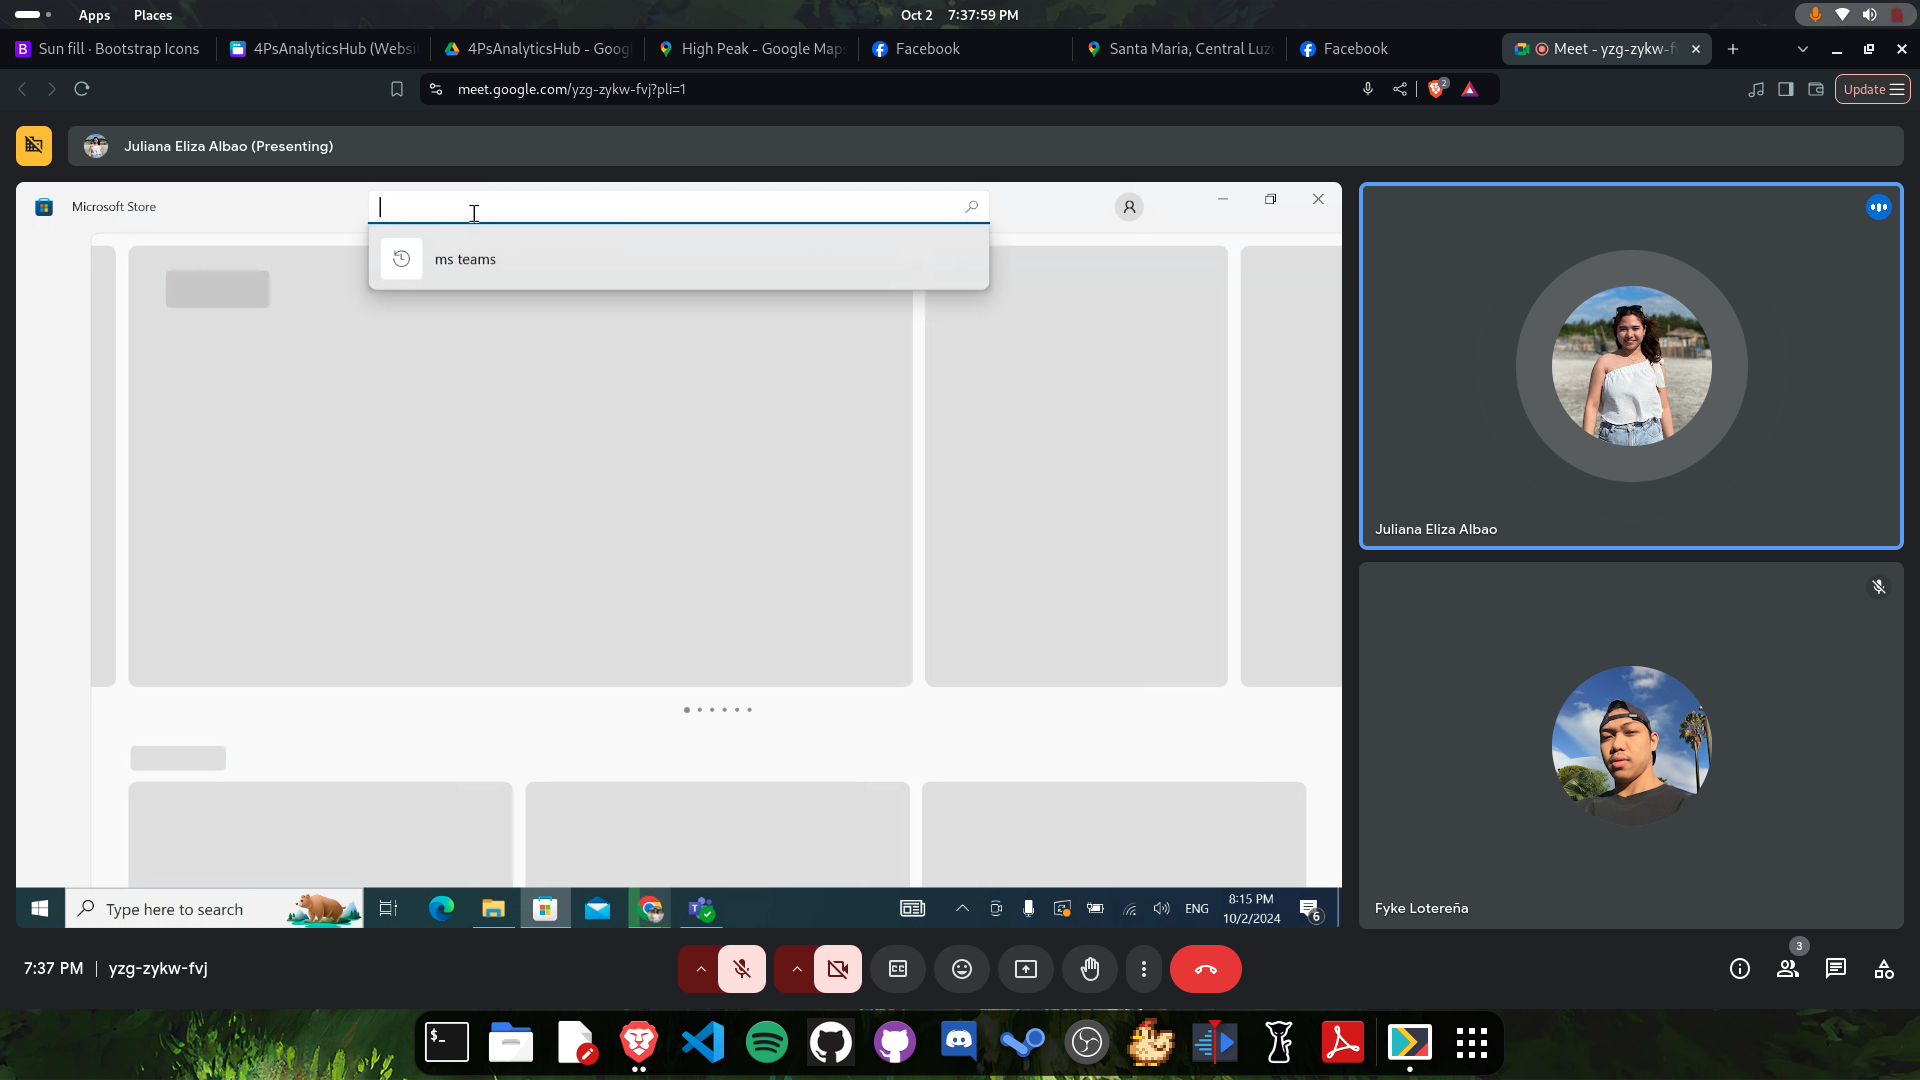 Apps Places Oct 2 7:37:59 PM
Sun fill · Bootstrap Icons 4PsAnalyticsHub (Websi 4PsAnalyticsHub - Googl High Peak - Google Maps Facebook Santa Maria, Central Luzo Facebook Meet - yzg-zykw-f
meet.google.com/yzg-zykw-fvj?pli=1 2 Update
Juliana Eliza Albao (Presenting)
Microsoft Store
ms teams
Juliana Eliza Albao
Type here to search ENG 8:15 PM
10/2/2024 6
Fyke Lotereña
7:37 PM | yzg-zykw-fvj 3